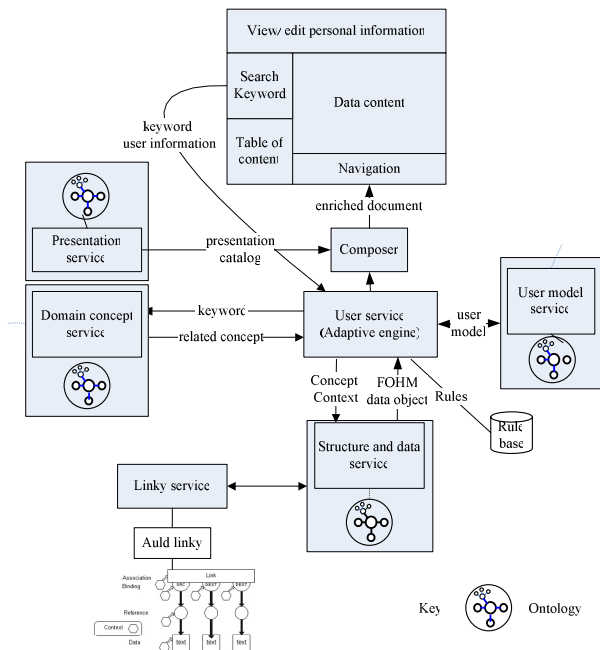 View/ edit personal information
Search
Keyword
Data content
Table of
content
Navigation
keyword
user information
enriched document
Presentation
service
presentation
catalog
Composer
Domain concept
service
keyword
related concept
User service
(Adaptive engine)
user
model
User model
service
Concept
Context
FOHM
data object
Rules
Rule
base
Structure and data
service
Linky service
Auld linky
Association
Link
Binding
SRC
DEST
DEST
Reference
Context
Data
text
text
text
Key
Ontology